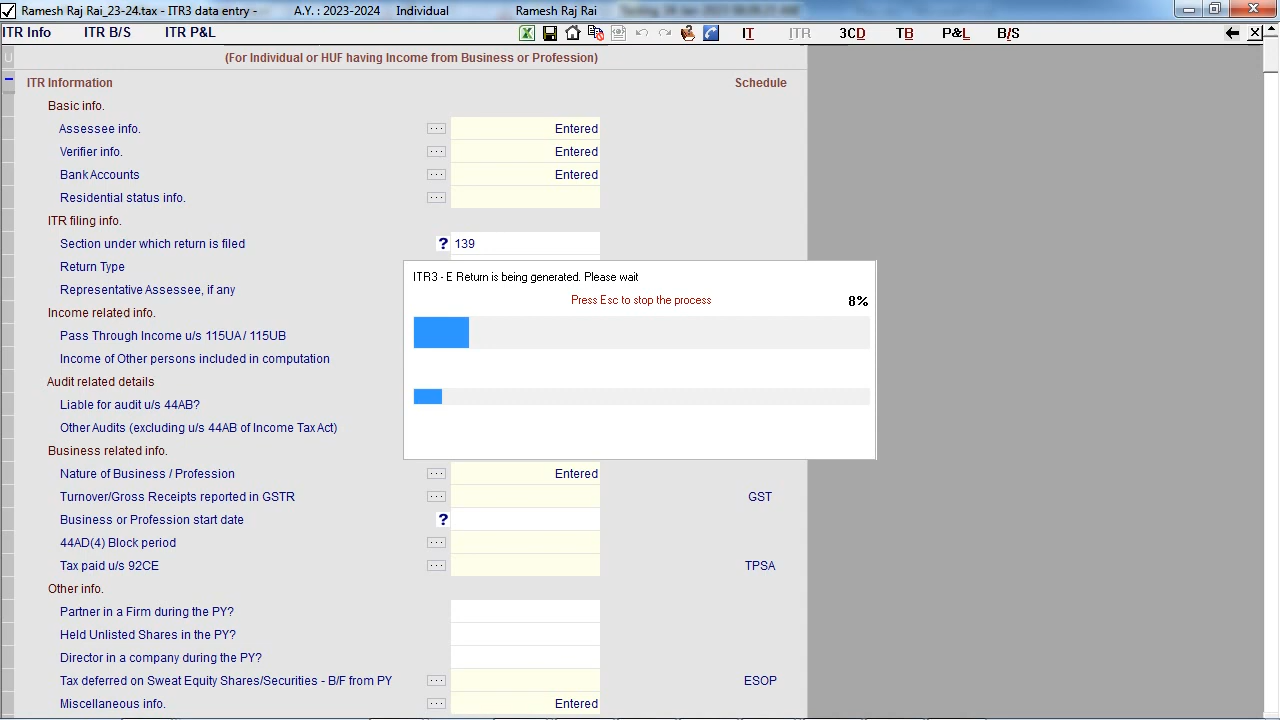 Ramesh Raj Rai_23-24.tax - ITR3 data entry - A.Y. : 2023-2024 Individual Ramesh Raj Rai
ITR Info ITR B/S ITR P&L IT ITR 3CD TB P&L B/S
U (For Individual or HUF having Income from Business or Profession)
ITR Information Schedule
Basic info.
Assessee info. ... Entered
Verifier info. ... Entered
Bank Accounts ... Entered
Residential status info. ...
ITR filing info.
Section under which return is filed ? 139
Return Type
Representative Assessee, if any
Income related info.
Pass Through Income u/s 115UA / 115UB
Income of Other persons included in computation
Audit related details
Liable for audit u/s 44AB?
Other Audits (excluding u/s 44AB of Income Tax Act)
ITR3 - E Return is being generated. Please wait
Press Esc to stop the process 8%
Business related info.
Nature of Business / Profession ... Entered
Turnover/Gross Receipts reported in GSTR ... GST
Business or Profession start date ?
44AD(4) Block period ...
Tax paid u/s 92CE ... TPSA
Other info.
Partner in a Firm during the PY?
Held Unlisted Shares in the PY?
Director in a company during the PY?
Tax deferred on Sweat Equity Shares/Securities - B/F from PY ... ESOP
Miscellaneous info. ... Entered